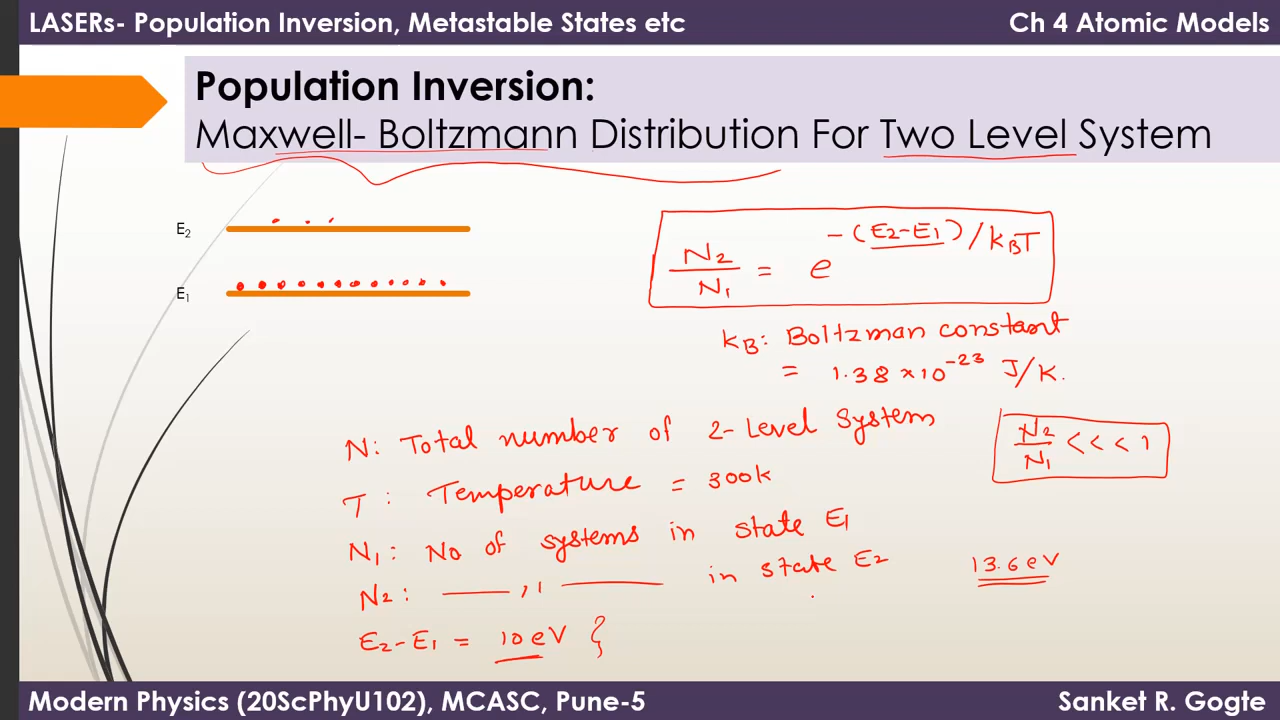 LASERs- Population Inversion, Metastable States etc
Ch 4 Atomic Models
Population Inversion:
Maxwell- Boltzmann Distribution For Two Level System
E₂
E₁
N₂/N₁ = e^(-(E₂-E₁)/k_BT)
k_B: Boltzman constant
= 1.38 × 10⁻²³ J/K.
N: Total number of 2-Level System
N₂/N₁ <<< 1
T: Temperature = 300k
N₁: No of systems in state E₁
N₂: —— ,, —— in state E₂
13.6 eV
E₂-E₁ = 10 eV {
Modern Physics (20ScPhyU102), MCASC, Pune-5
Sanket R. Gogte